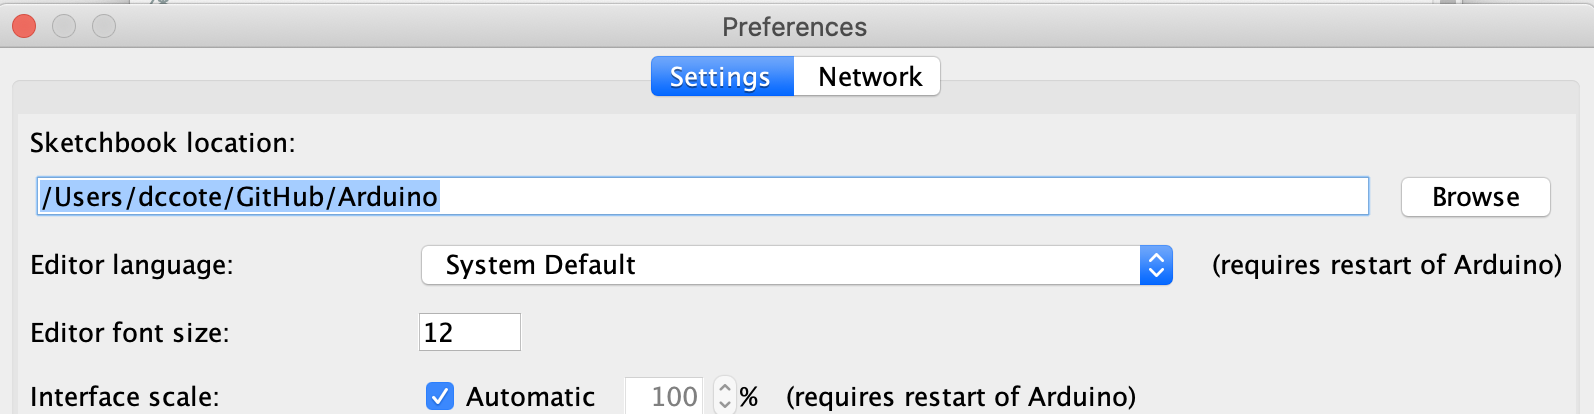 Preferences
Settings Network
Sketchbook location:
/Users/dccote/GitHub/Arduino Browse
Editor language: System Default (requires restart of Arduino)
Editor font size: 12
Interface scale: Automatic 100 % (requires restart of Arduino)